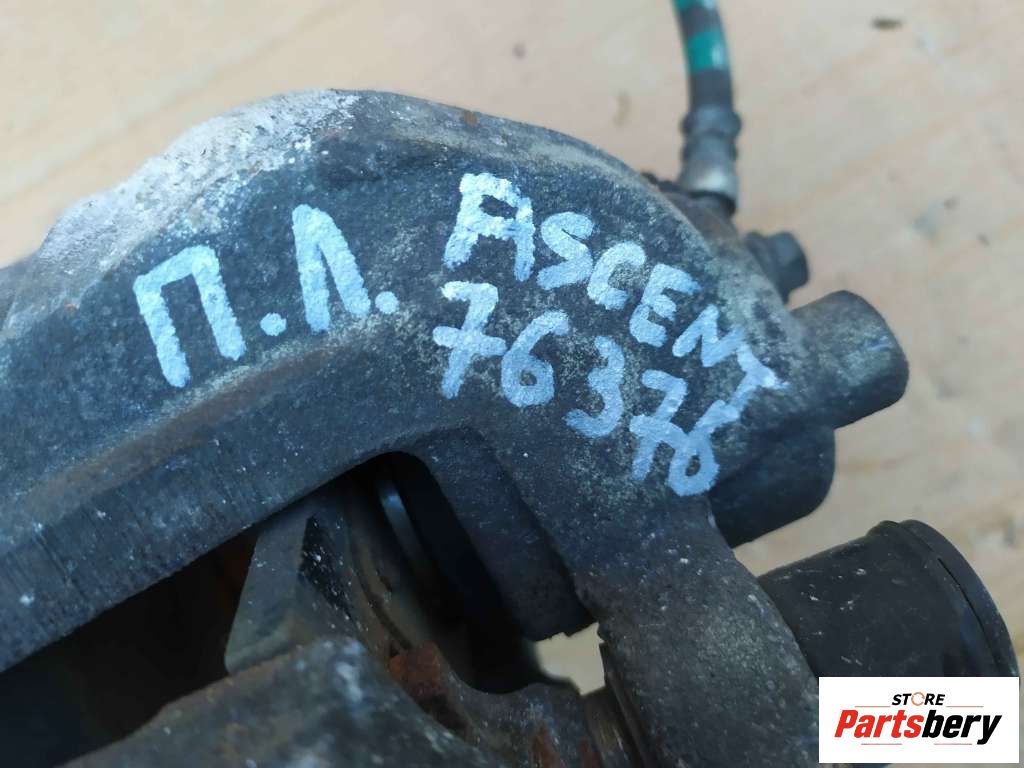 П.Л. ASCENT
76376
STORE
Partsbery